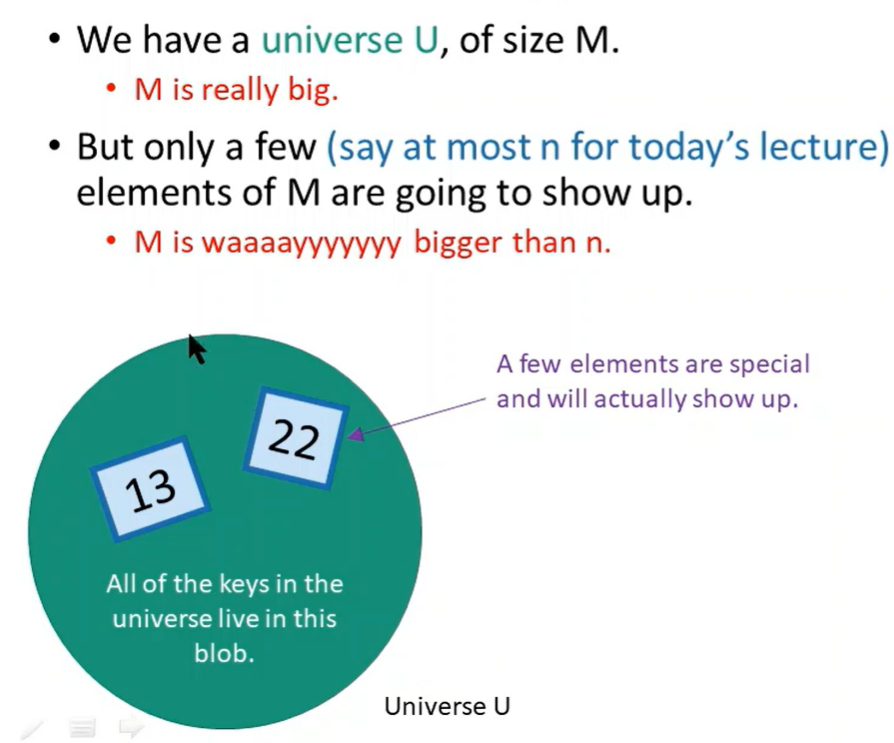 • We have a universe U, of size M.
• M is really big.
• But only a few (say at most n for today's lecture)
elements of M are going to show up.
• M is waaaayyyyyyy bigger than n.
A few elements are special
and will actually show up.
22
13
All of the keys in the
universe live in this
blob.
Universe U